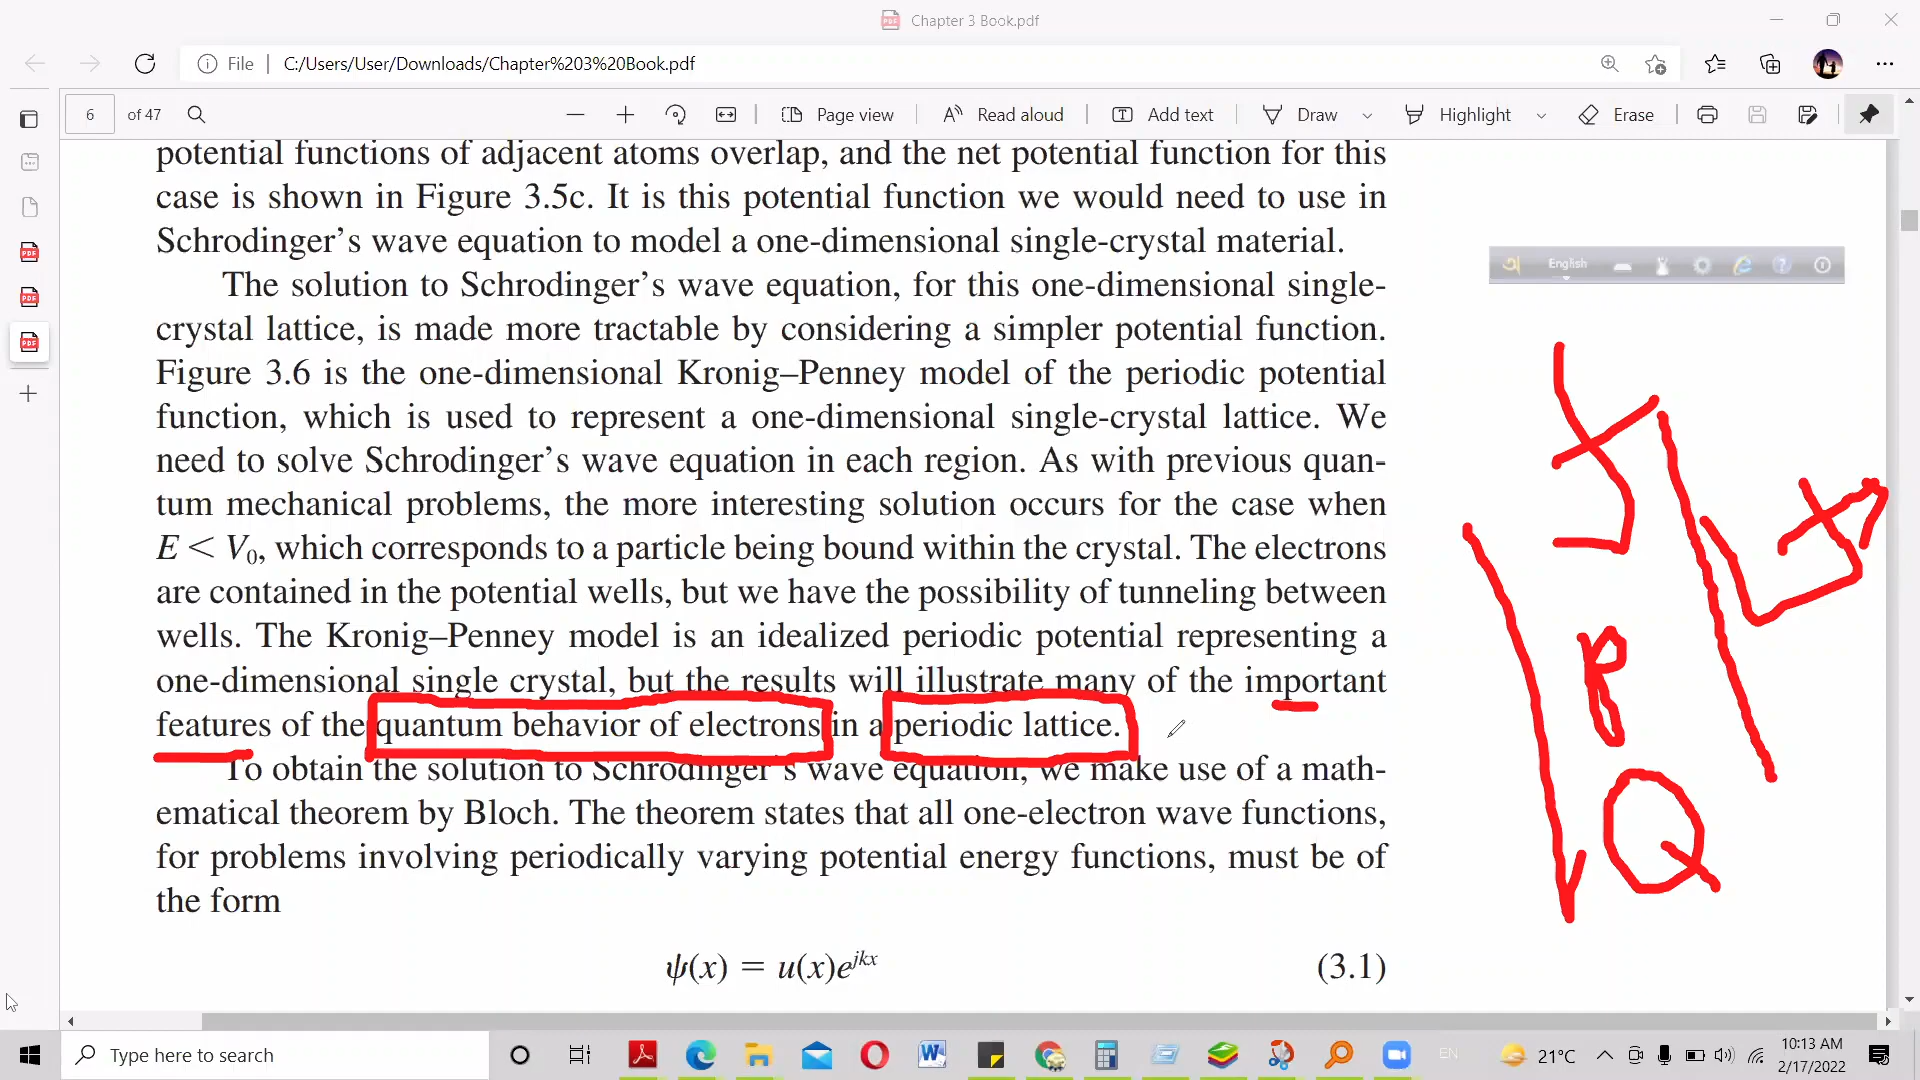 Chapter 3 Book.pdf
File | C:/Users/User/Downloads/Chapter%203%20Book.pdf
6 of 47 Page view Read aloud Add text Draw Highlight Erase
potential functions of adjacent atoms overlap, and the net potential function for this
case is shown in Figure 3.5c. It is this potential function we would need to use in
Schrodinger's wave equation to model a one-dimensional single-crystal material.
English
The solution to Schrodinger's wave equation, for this one-dimensional single-
crystal lattice, is made more tractable by considering a simpler potential function.
Figure 3.6 is the one-dimensional Kronig–Penney model of the periodic potential
function, which is used to represent a one-dimensional single-crystal lattice. We
need to solve Schrodinger's wave equation in each region. As with previous quan-
tum mechanical problems, the more interesting solution occurs for the case when
E < V₀, which corresponds to a particle being bound within the crystal. The electrons
are contained in the potential wells, but we have the possibility of tunneling between
wells. The Kronig–Penney model is an idealized periodic potential representing a
one-dimensional single crystal, but the results will illustrate many of the important
features of the quantum behavior of electrons in a periodic lattice.
To obtain the solution to Schrodinger's wave equation, we make use of a math-
ematical theorem by Bloch. The theorem states that all one-electron wave functions,
for problems involving periodically varying potential energy functions, must be of
the form
ψ(x) = u(x)e^{jkx} (3.1)
Type here to search
EN
21°C
10:13 AM
2/17/2022